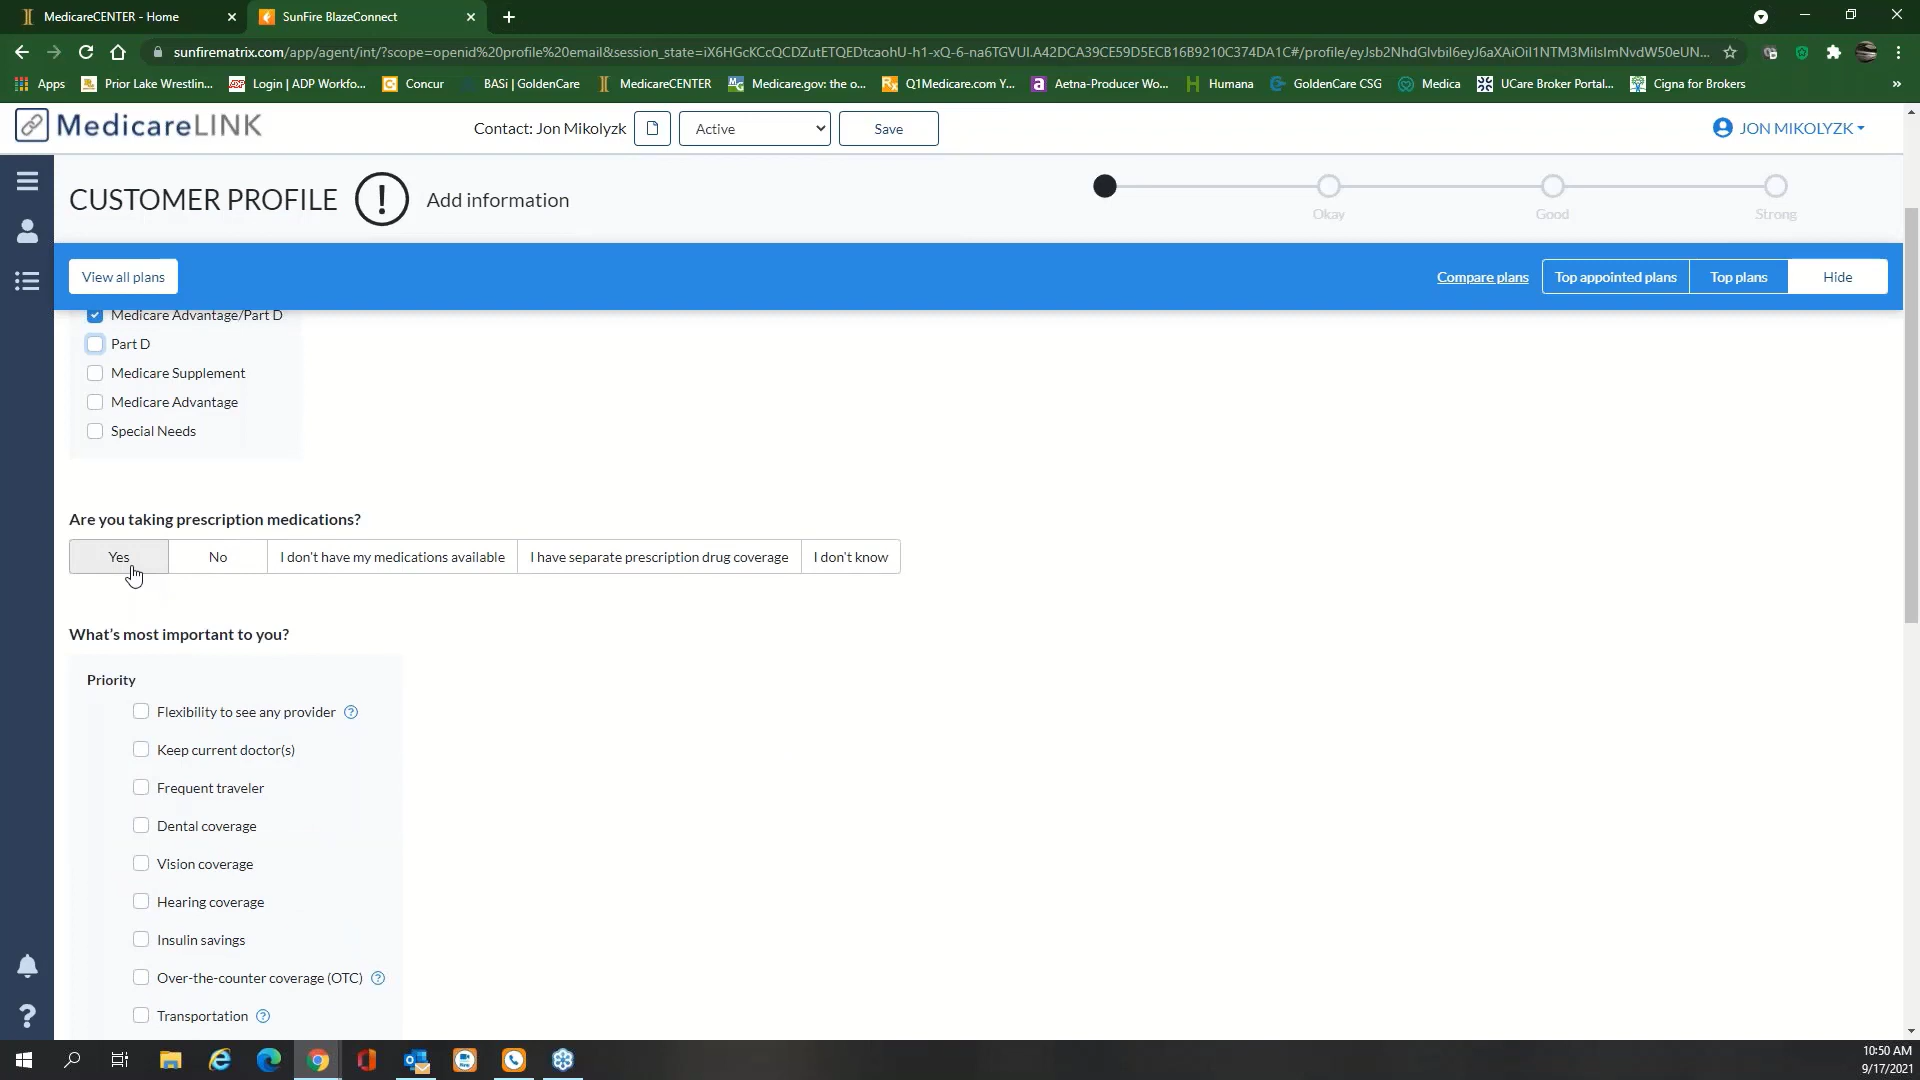 MedicareCENTER - Home
SunFire BlazeConnect
sunfirematrix.com/app/agent/int/?scope=openid%20profile%20email&session_state=iX6HGcKCcQCDZutETQEDtcaohU-h1-xQ-6-na6TGVUI.A42DCA39CE59D5ECB16B9210C374DA1C#/profile/eyJsb2NhdGlvbiI6eyJ6aXAiOiI1NTM3MiIsImNvdW50eUN...
Apps
Prior Lake Wrestlin...
Login | ADP Workfo...
Concur
BASi | GoldenCare
MedicareCENTER
Medicare.gov: the o...
Q1Medicare.com Y...
Aetna-Producer Wo...
Humana
GoldenCare CSG
Medica
UCare Broker Portal...
Cigna for Brokers
»
MedicareLINK
Contact: Jon Mikolyzk
Active
Save
JON MIKOLYZK
CUSTOMER PROFILE
Add information
Okay
Good
Strong
View all plans
Compare plans
Top appointed plans
Top plans
Hide
Medicare Advantage/Part D
Part D
Medicare Supplement
Medicare Advantage
Special Needs
Are you taking prescription medications?
Yes
No
I don't have my medications available
I have separate prescription drug coverage
I don't know
What's most important to you?
Priority
Flexibility to see any provider ?
Keep current doctor(s)
Frequent traveler
Dental coverage
Vision coverage
Hearing coverage
Insulin savings
Over-the-counter coverage (OTC) ?
Transportation ?
10:50 AM
9/17/2021